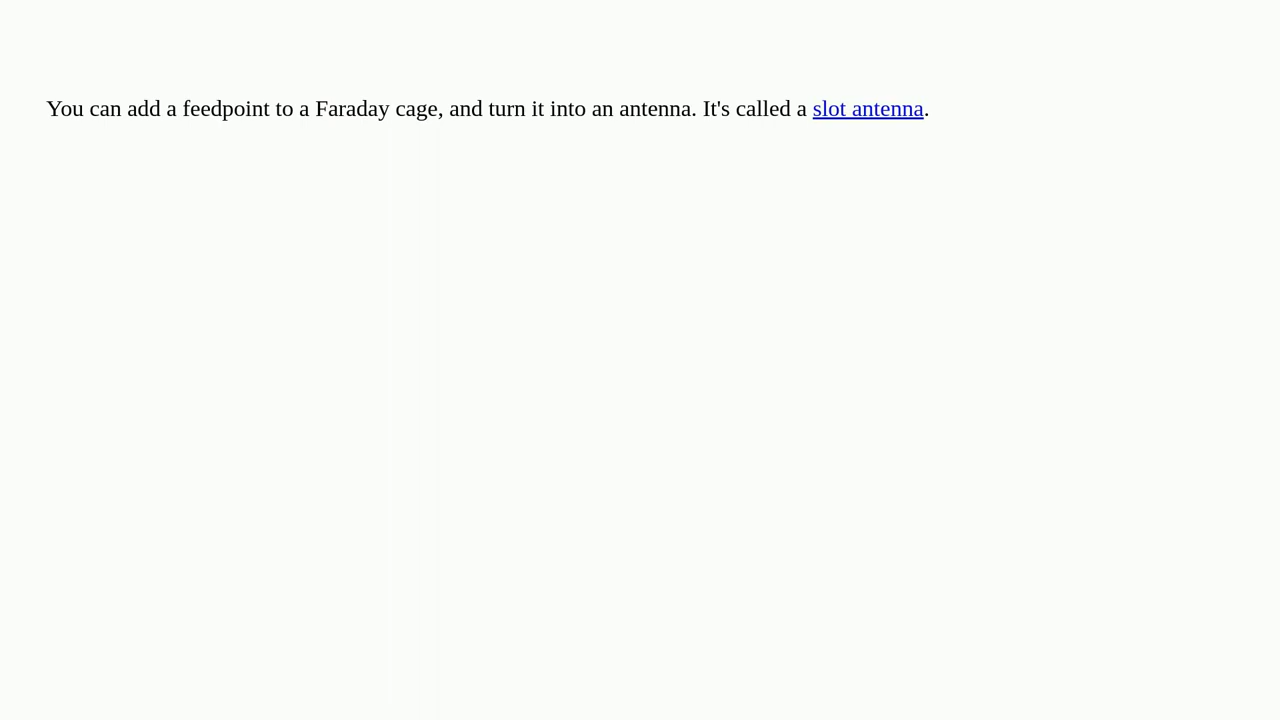 You can add a feedpoint to a Faraday cage, and turn it into an antenna. It's called a slot antenna.